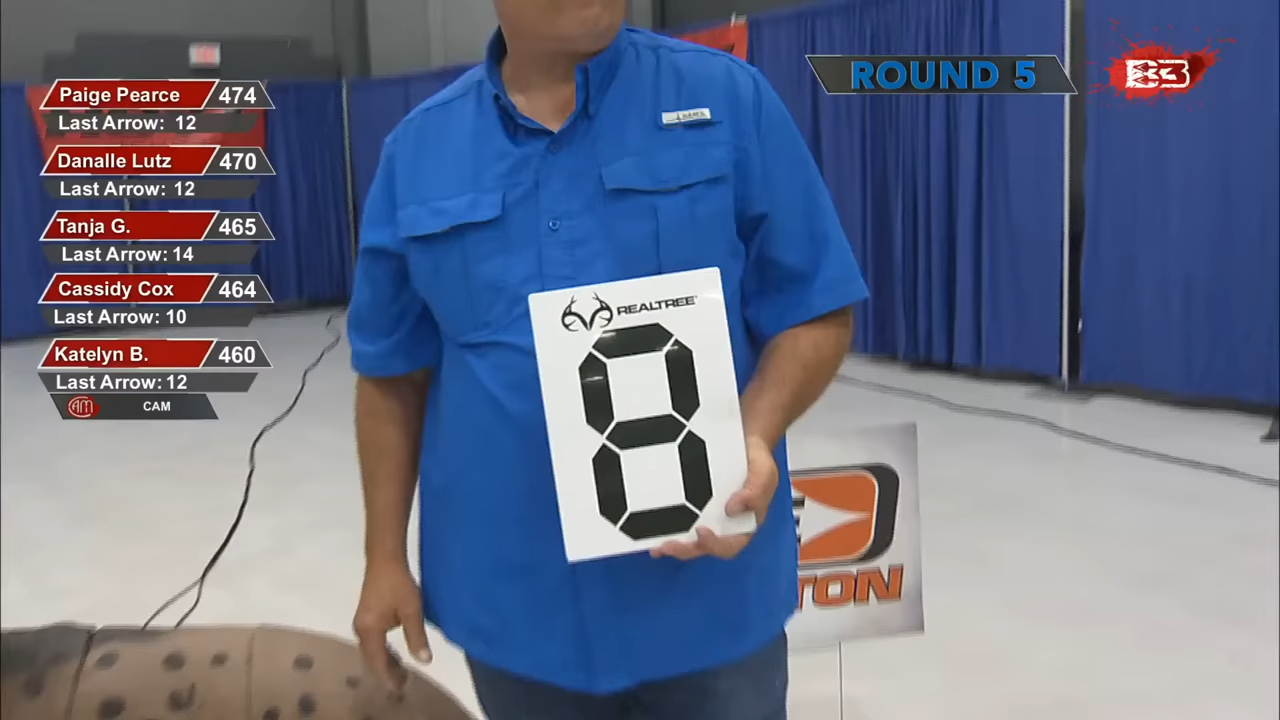 Paige Pearce 474
Last Arrow: 12
Danalle Lutz 470
Last Arrow: 12
Tanja G. 465
Last Arrow: 14
Cassidy Cox 464
Last Arrow: 10
Katelyn B. 460
Last Arrow: 12
AM CAM
ROUND 5
B3
REALTREE
8
TON